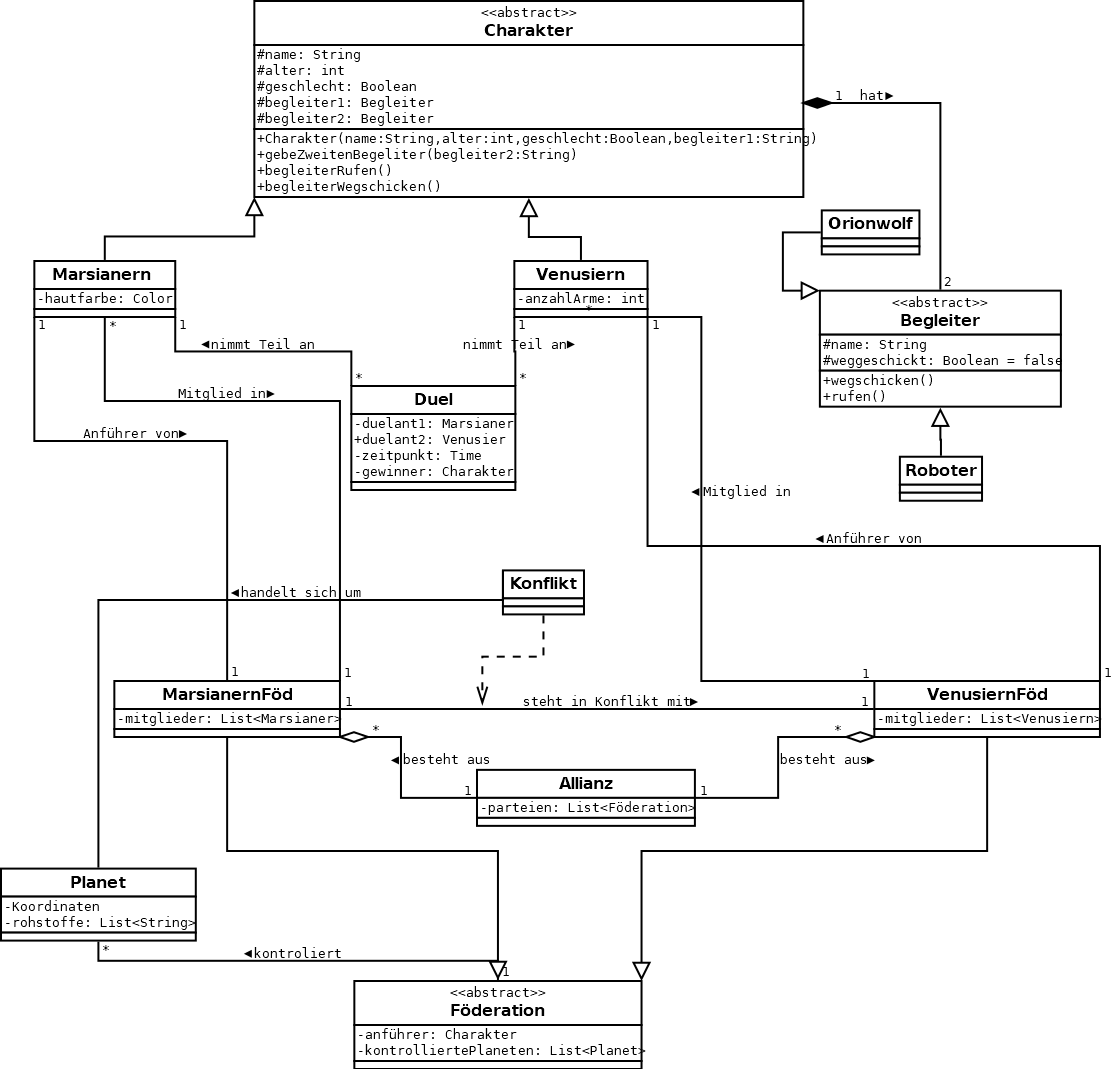 <<abstract>>
Charakter
#name: String
#alter: int
#geschlecht: Boolean
#begleiter1: Begleiter
#begleiter2: Begleiter
+Charakter(name:String,alter:int,geschlecht:Boolean,begleiter1:String)
+gebeZweitenBegeliter(begleiter2:String)
+begleiterRufen()
+begleiterWegschicken()
1 hat►
2
Orionwolf
<<abstract>>
Begleiter
#name: String
#weggeschickt: Boolean = false
+wegschicken()
+rufen()
Roboter
Marsianern
-hautfarbe: Color
1
*
1
Venusiern
-anzahlArme: int
*
1
1
◄nimmt Teil an
nimmt Teil an►
*
*
Duel
-duelant1: Marsianer
+duelant2: Venusier
-zeitpunkt: Time
-gewinner: Charakter
Mitglied in►
Anführer von►
◄Mitglied in
◄Anführer von
Konflikt
◄handelt sich um
1
1
1
1
MarsianernFöd
-mitglieder: List<Marsianer>
1
steht in Konflikt mit►
1
VenusiernFöd
-mitglieder: List<Venusiern>
*
*
◄besteht aus
besteht aus►
1
1
Allianz
-parteien: List<Föderation>
Planet
-Koordinaten
-rohstoffe: List<String>
*
◄kontroliert
1
<<abstract>>
Föderation
-anführer: Charakter
-kontrolliertePlaneten: List<Planet>